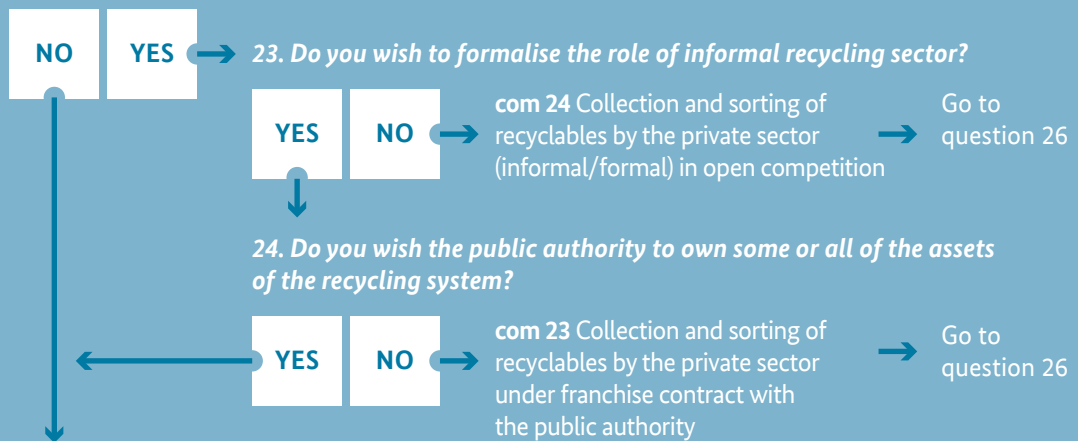 NO YES 23. Do you wish to formalise the role of informal recycling sector?
YES NO
com 24 Collection and sorting of
recyclables by the private sector
(informal/formal) in open competition
Go to
question 26
24. Do you wish the public authority to own some or all of the assets
of the recycling system?
YES NO
com 23 Collection and sorting of
recyclables by the private sector
under franchise contract with
the public authority
Go to
question 26